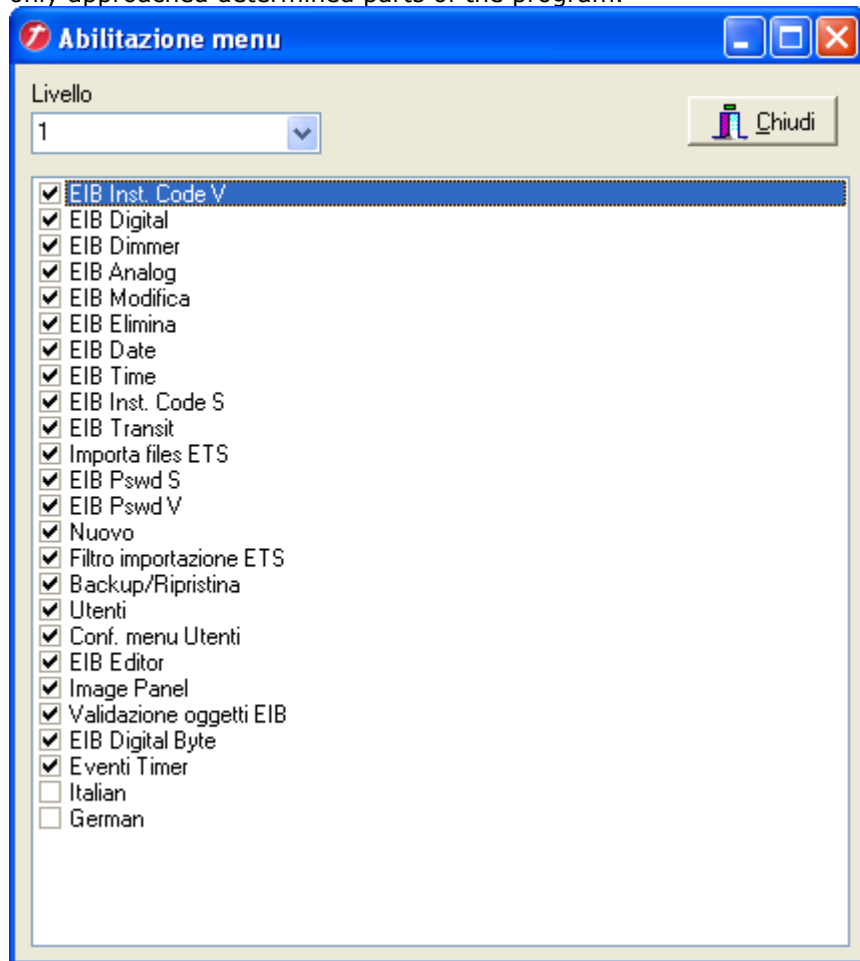 only approached determined parts of the program.
Abilitazione menu
Livello
1
Chiudi
EIB Inst. Code V
EIB Digital
EIB Dimmer
EIB Analog
EIB Modifica
EIB Elimina
EIB Date
EIB Time
EIB Inst. Code S
EIB Transit
Importa files ETS
EIB Pswd S
EIB Pswd V
Nuovo
Filtro importazione ETS
Backup/Ripristina
Utenti
Conf. menu Utenti
EIB Editor
Image Panel
Validazione oggetti EIB
EIB Digital Byte
Eventi Timer
Italian
German